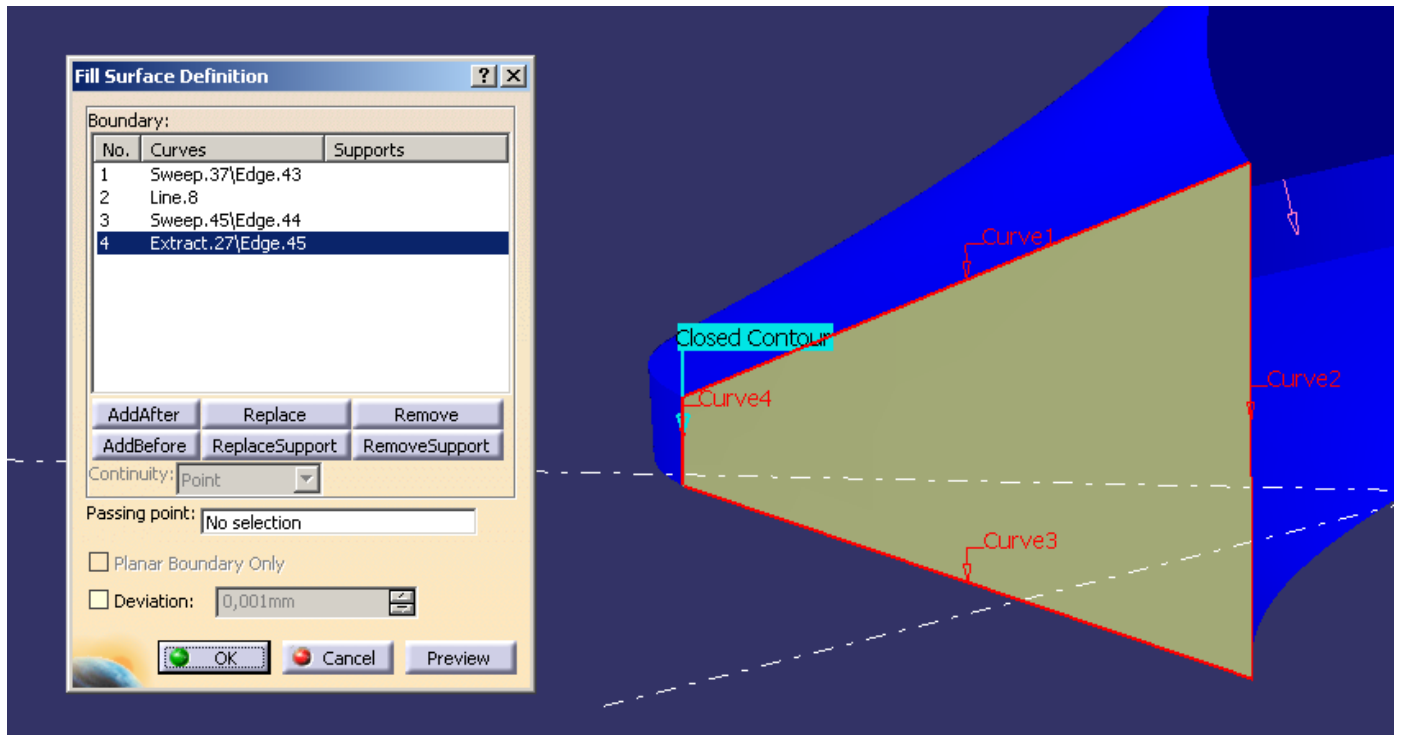 Fill Surface Definition
Boundary:
No. Curves Supports
1 Sweep.37\Edge.43
2 Line.8
3 Sweep.45\Edge.44
4 Extract.27\Edge.45
AddAfter Replace Remove
AddBefore ReplaceSupport RemoveSupport
Continuity: Point
Passing point: No selection
Planar Boundary Only
Deviation: 0,001mm
OK Cancel Preview
Curve1
Closed Contour
Curve2
Curve4
Curve3